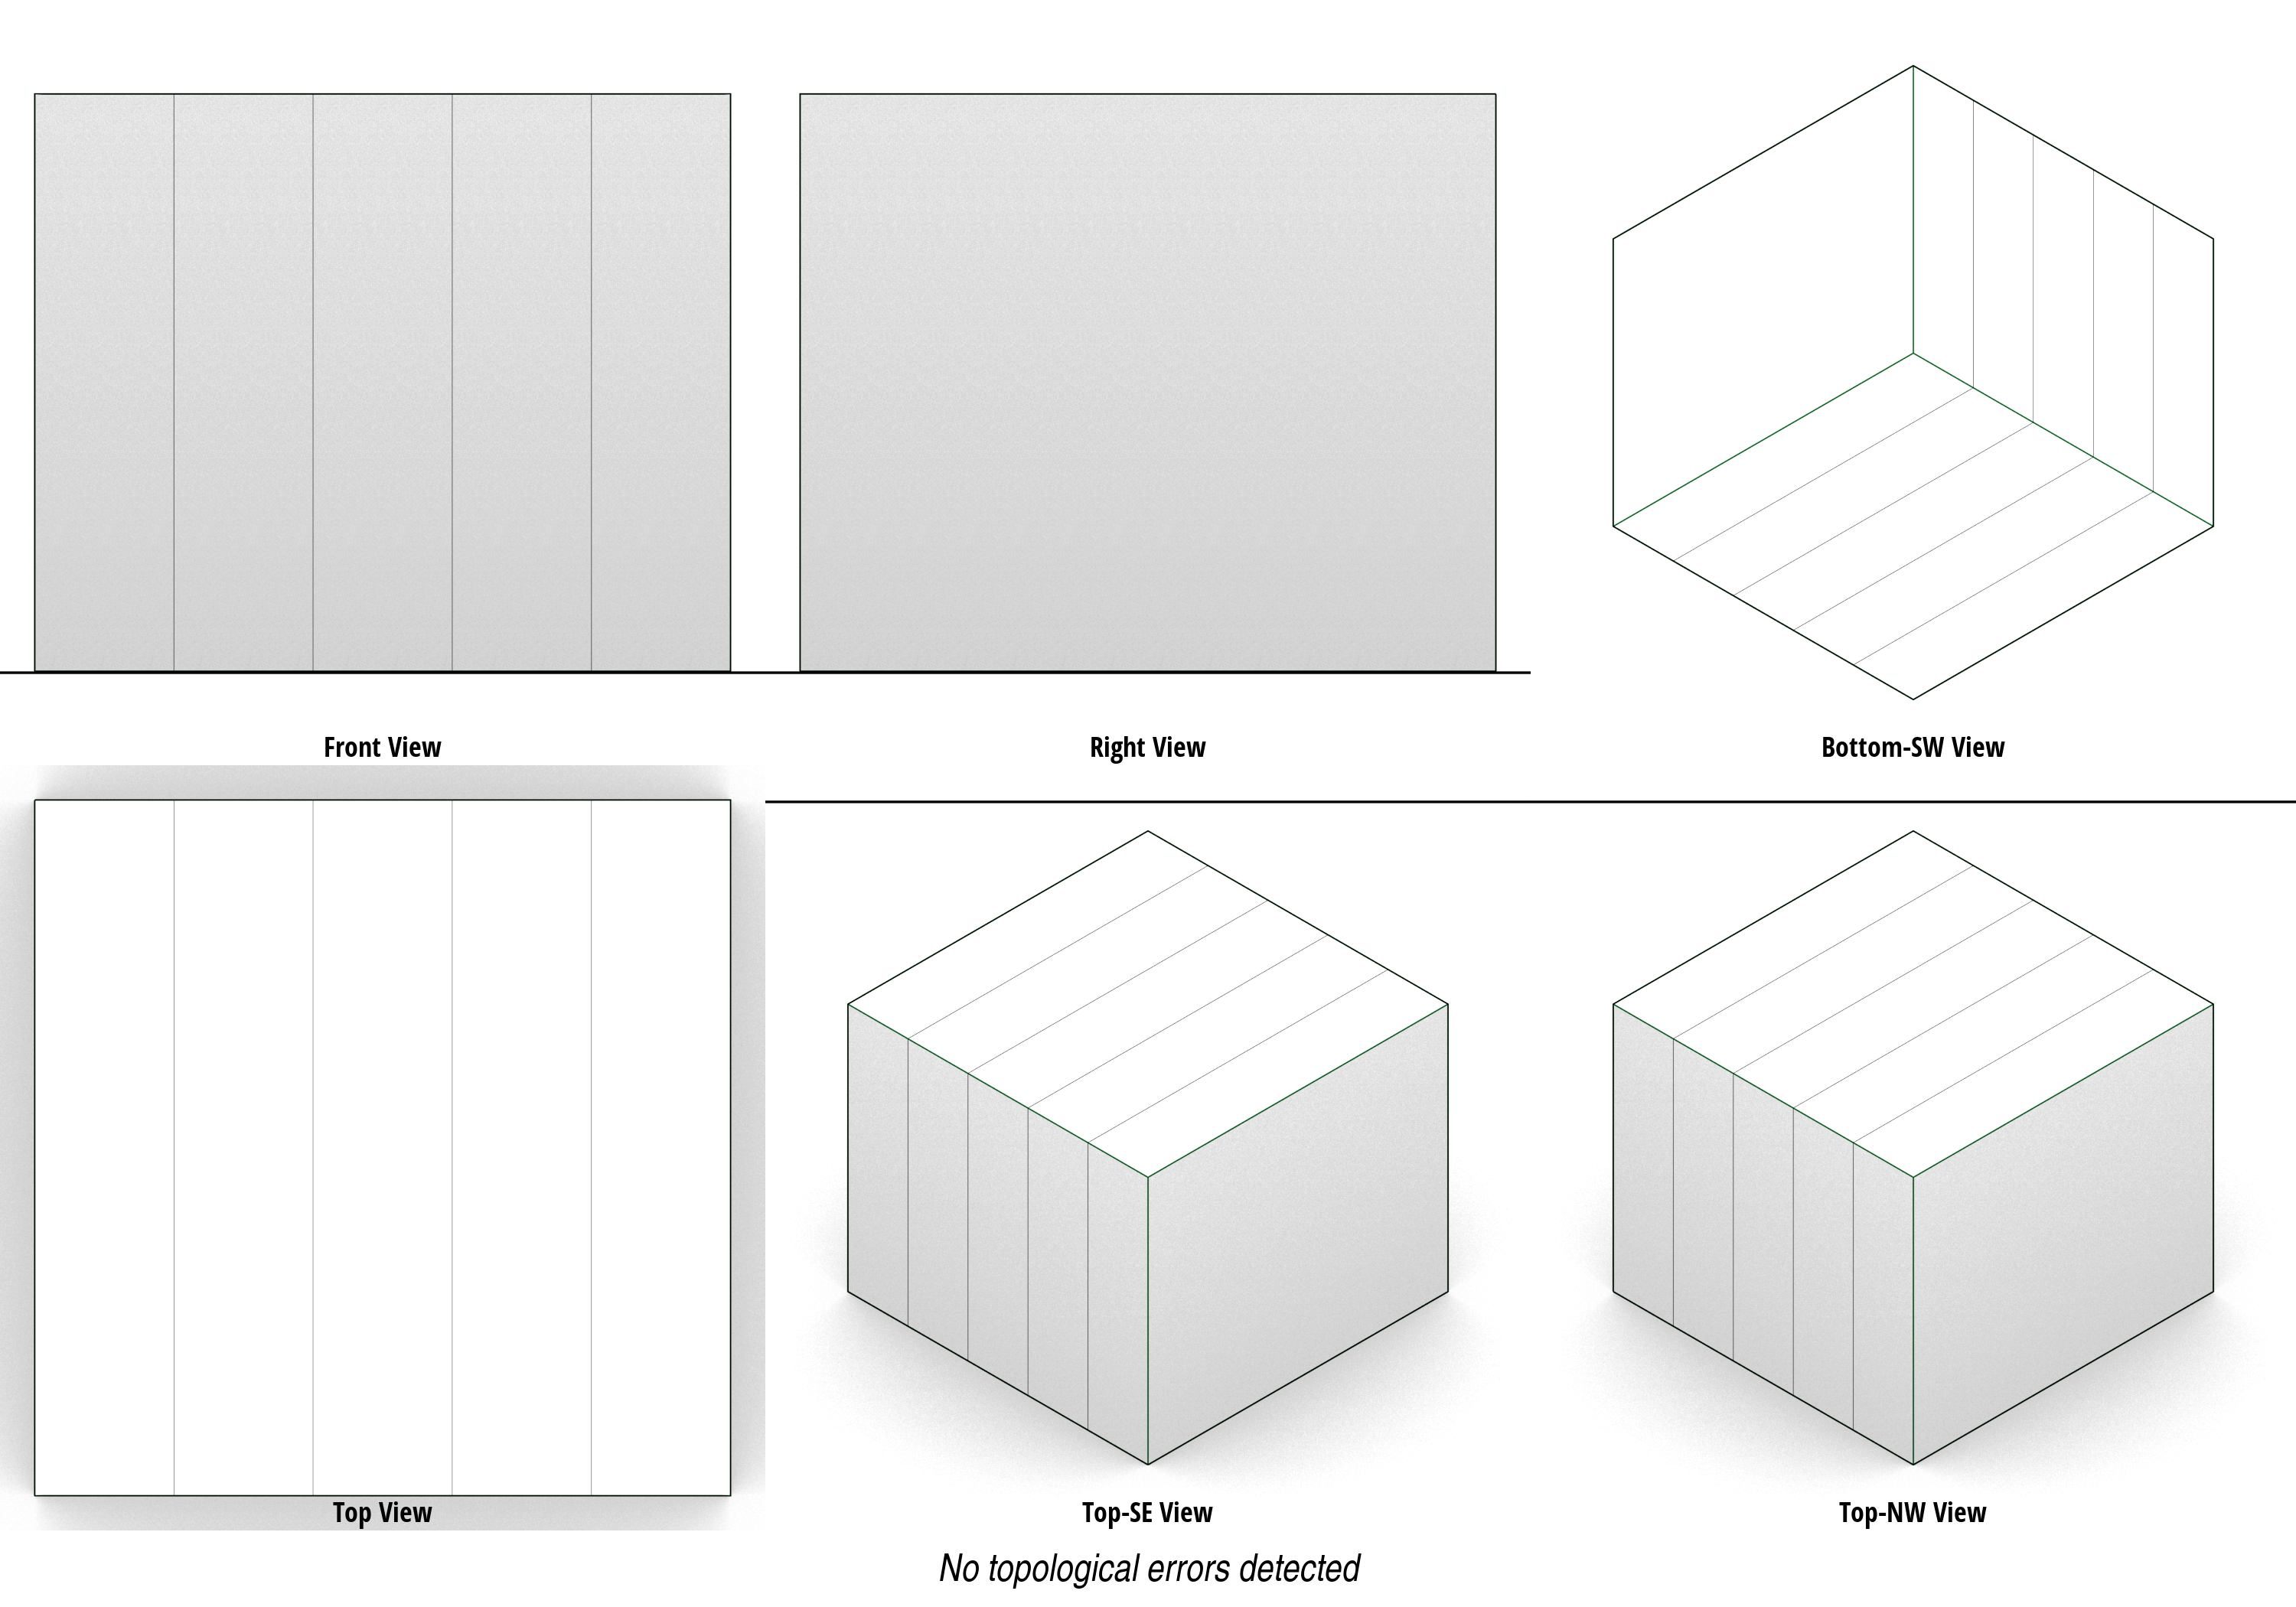 Front View
Right View
Bottom-SW View
Top View
Top-SE View
Top-NW View
No topological errors detected